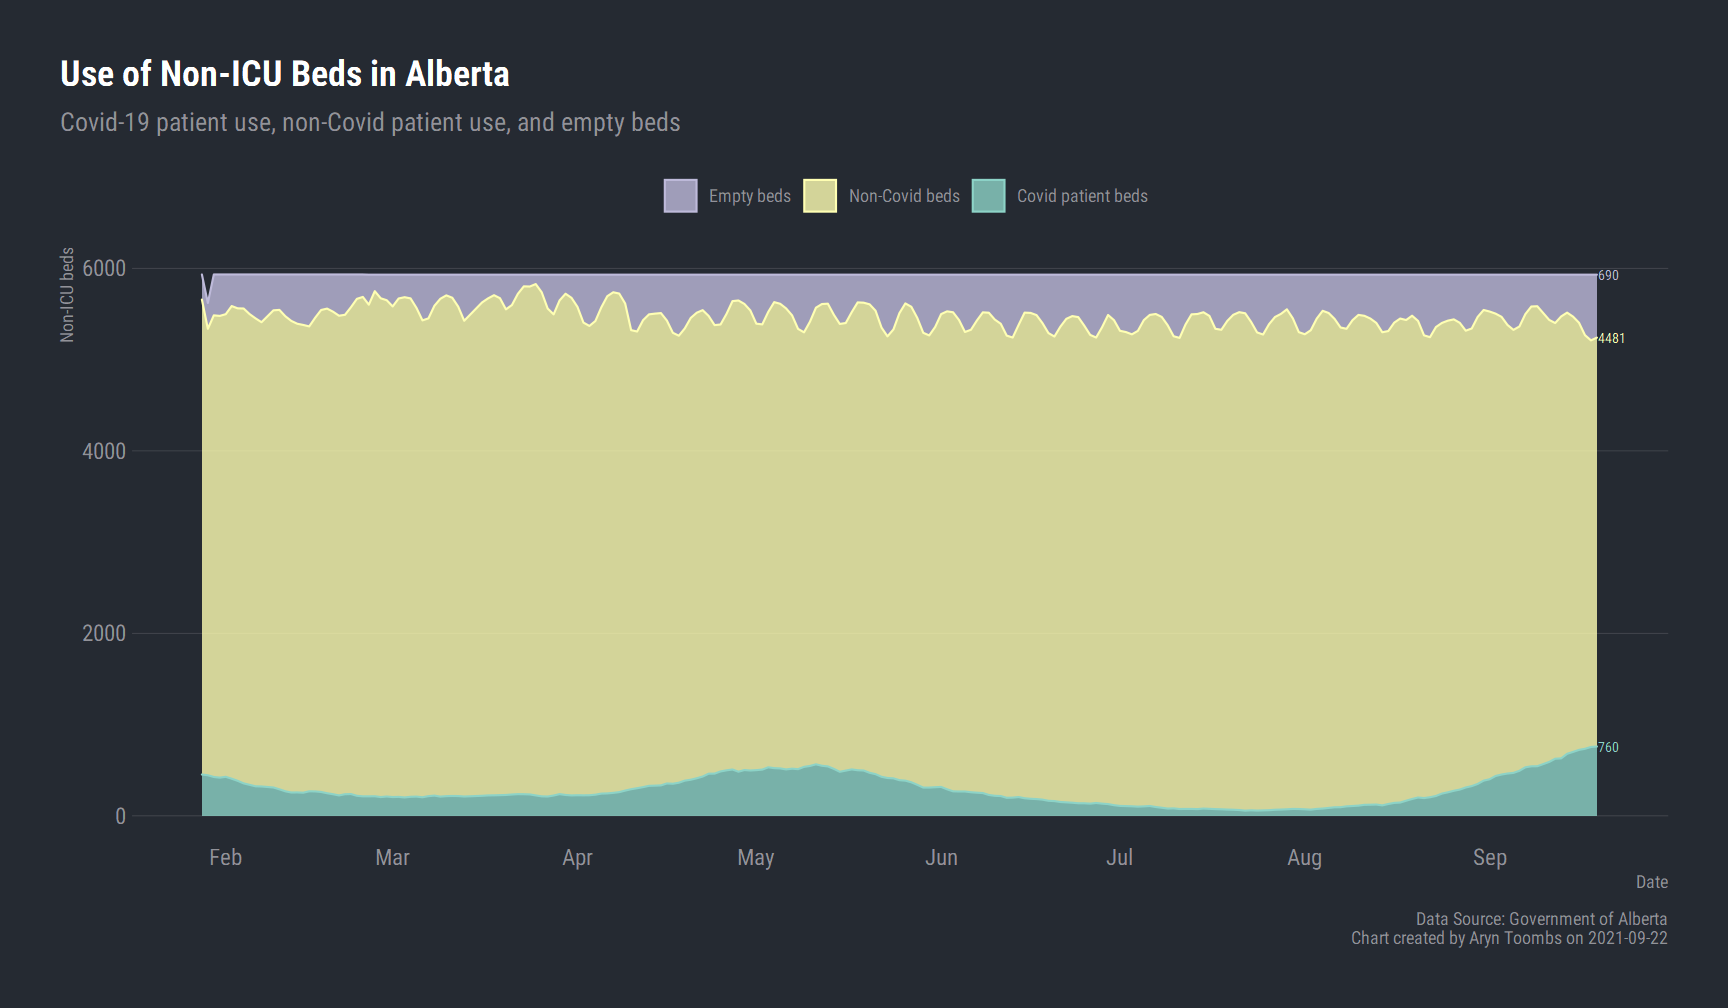 Use of Non-ICU Beds in Alberta
Covid-19 patient use, non-Covid patient use, and empty beds
Empty beds
Non-Covid beds
Covid patient beds
Non-ICU beds
6000
4000
2000
0
690
4481
760
Feb
Mar
Apr
May
Jun
Jul
Aug
Sep
Date
Data Source: Government of Alberta
Chart created by Aryn Toombs on 2021-09-22